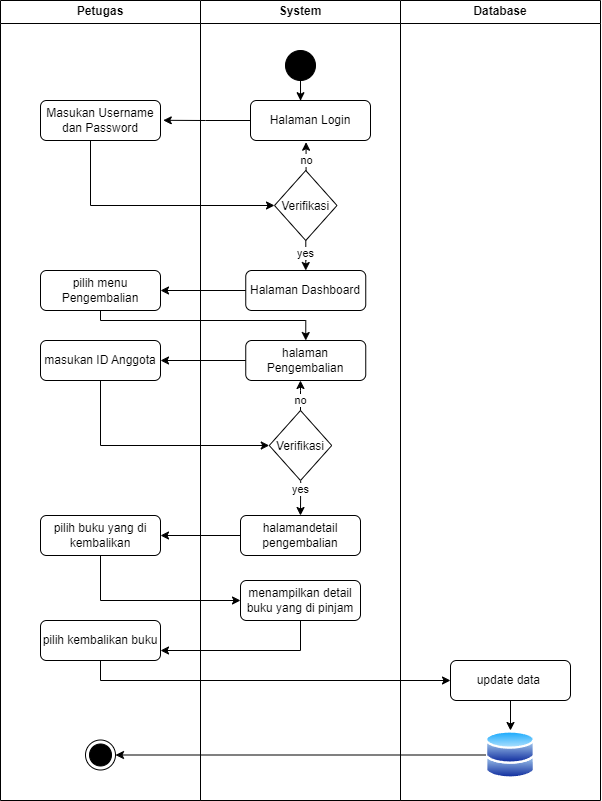 Petugas
System
Database
Halaman Login
Masukan Username
dan Password
no
Verifikasi
yes
Halaman Dashboard
pilih menu
Pengembalian
halaman
Pengembalian
masukan ID Anggota
no
Verifikasi
yes
halamandetail
pengembalian
pilih buku yang di
kembalikan
menampilkan detail
buku yang di pinjam
pilih kembalikan buku
update data